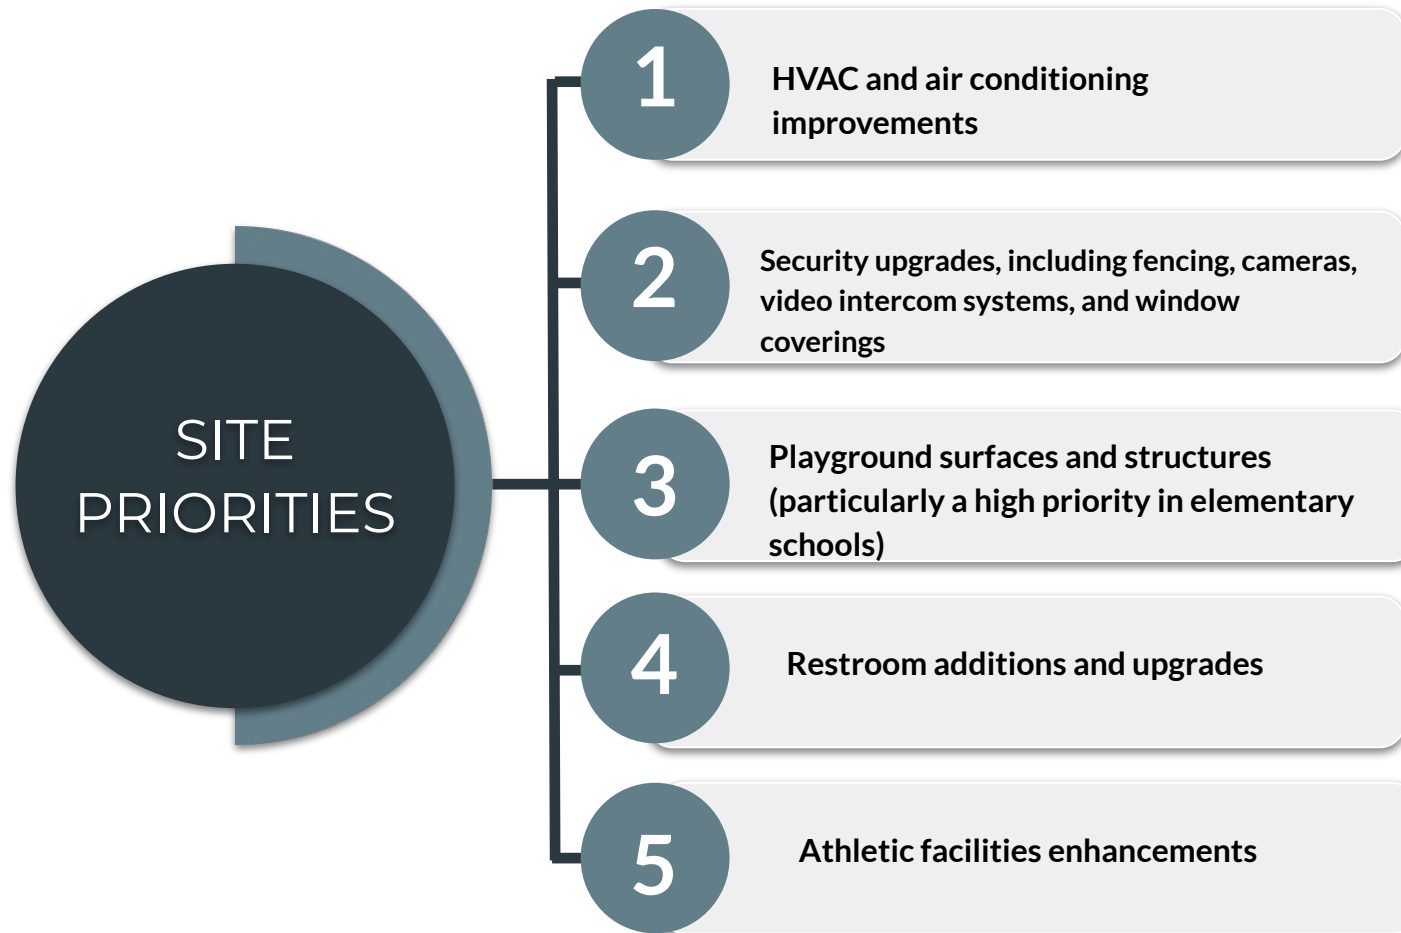 SITE
PRIORITIES
1
HVAC and air conditioning
improvements
2
Security upgrades, including fencing, cameras,
video intercom systems, and window
coverings
3
Playground surfaces and structures
(particularly a high priority in elementary
schools)
4
Restroom additions and upgrades
5
Athletic facilities enhancements